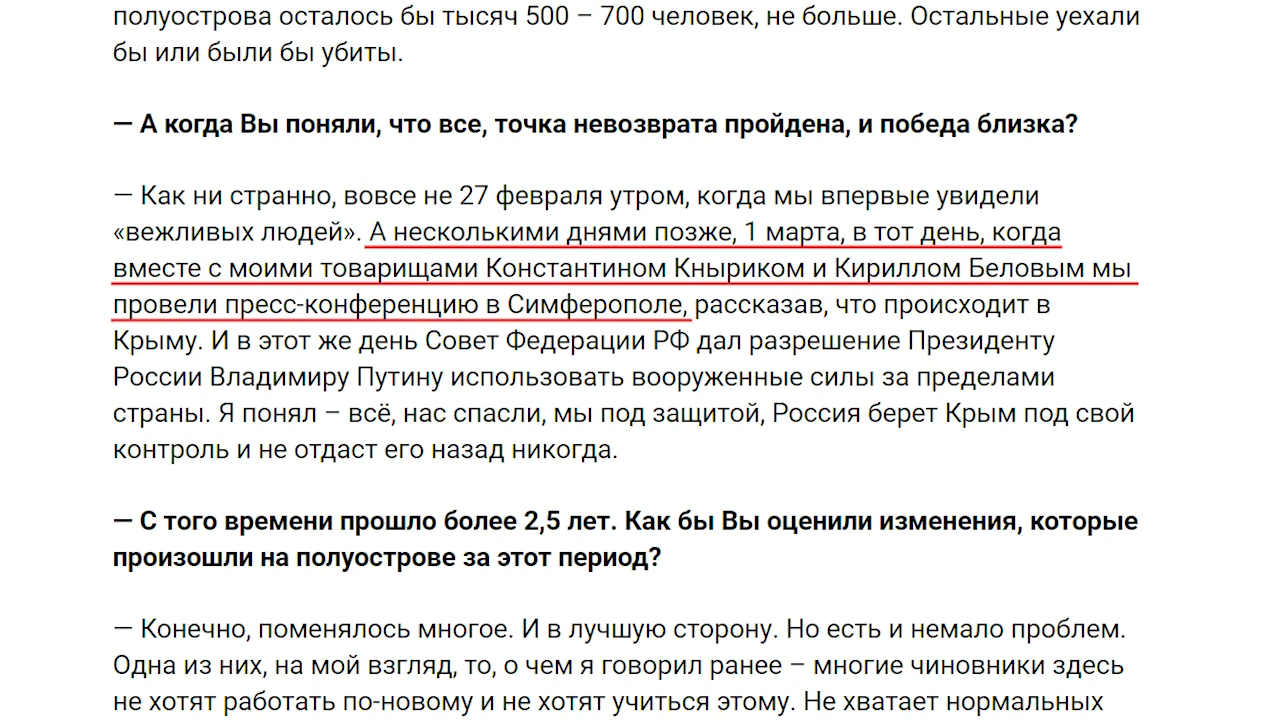 полуострова осталось бы тысяч 500 – 700 человек, не больше. Остальные уехали
бы или были бы убиты.
— А когда Вы поняли, что все, точка невозврата пройдена, и победа близка?
— Как ни странно, вовсе не 27 февраля утром, когда мы впервые увидели
«вежливых людей». А несколькими днями позже, 1 марта, в тот день, когда
вместе с моими товарищами Константином Кныриком и Кириллом Беловым мы
провели пресс-конференцию в Симферополе, рассказав, что происходит в
Крыму. И в этот же день Совет Федерации РФ дал разрешение Президенту
России Владимиру Путину использовать вооруженные силы за пределами
страны. Я понял – всё, нас спасли, мы под защитой, Россия берет Крым под свой
контроль и не отдаст его назад никогда.
— С того времени прошло более 2,5 лет. Как бы Вы оценили изменения, которые
произошли на полуострове за этот период?
— Конечно, поменялось многое. И в лучшую сторону. Но есть и немало проблем.
Одна из них, на мой взгляд, то, о чем я говорил ранее – многие чиновники здесь
не хотят работать по-новому и не хотят учиться этому. Не хватает нормальных